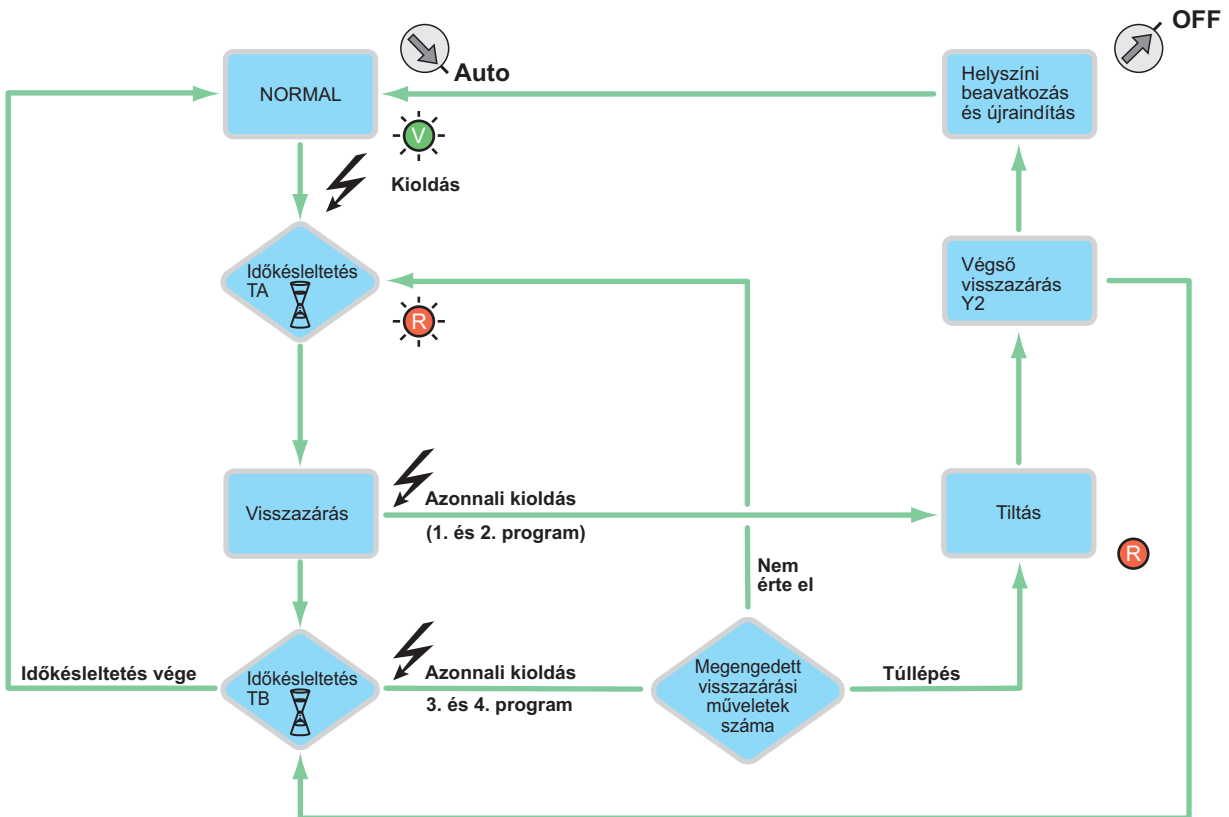 OFF
Auto
NORMAL
Helyszíni
beavatkozás
és újraindítás
V
Kioldás
Időkésleltetés
TA
Végső
visszazárás
Y2
R
Visszazárás
Azonnali kioldás
(1. és 2. program)
Tiltás
R
Nem
érte el
Időkésleltetés vége
Időkésleltetés
TB
Azonnali kioldás
3. és 4. program
Megengedett
visszazárási
műveletek
száma
Túllépés